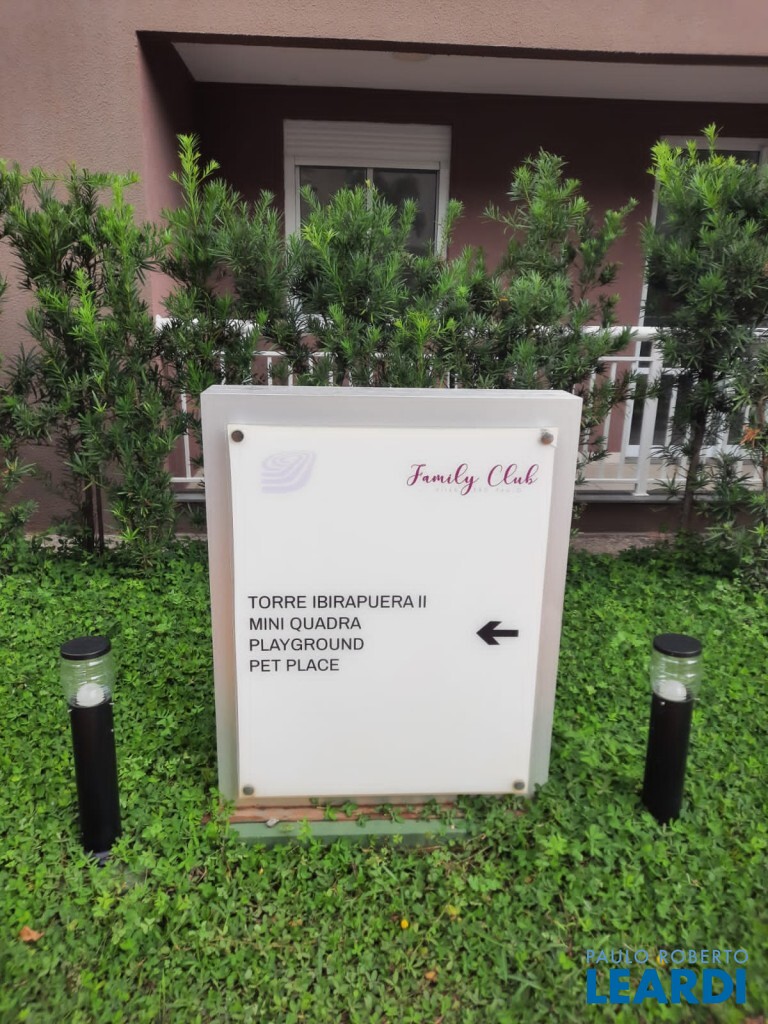 Family Club
TORRE IBIRAPUERA II
MINI QUADRA
PLAYGROUND
PET PLACE
PAULO ROBERTO
LEARDI